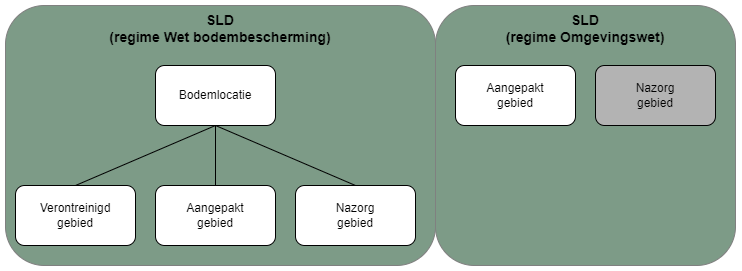 SLD
(regime Wet bodembescherming)
Bodemlocatie
Verontreinigd
gebied
Aangepakt
gebied
Nazorg
gebied
SLD
(regime Omgevingswet)
Aangepakt
gebied
Nazorg
gebied